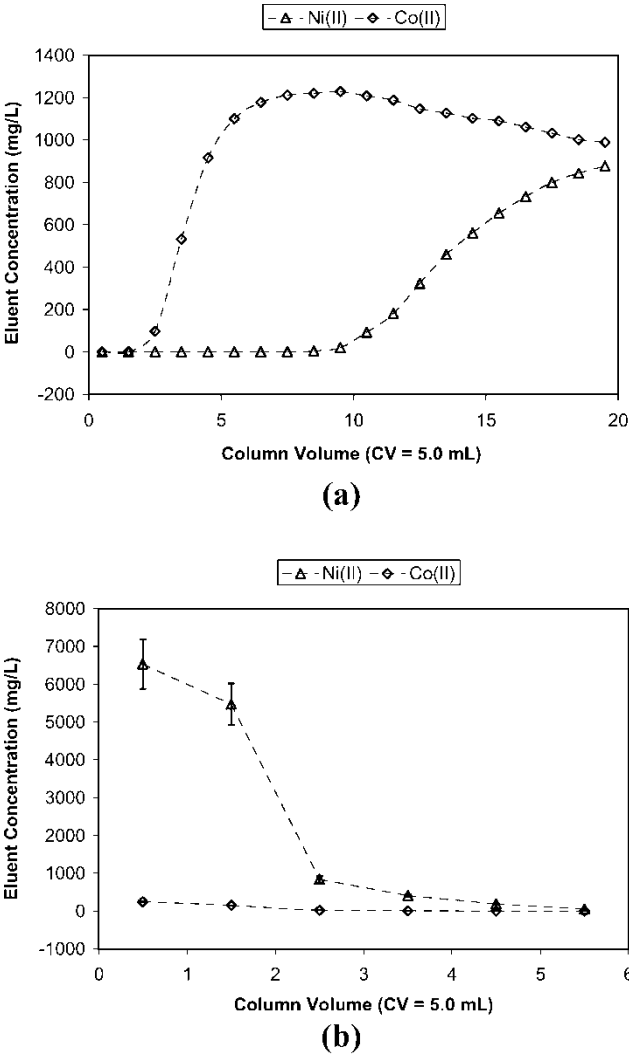 Ni(II) Co(II)
1400
1200
1000
800
600
400
200
0
-200
Eluent Concentration (mg/L)
0 5 10 15 20
Column Volume (CV = 5.0 mL)
(a)
Ni(II) Co(II)
8000
7000
6000
5000
4000
3000
2000
1000
0
-1000
Eluent Concentration (mg/L)
0 1 2 3 4 5 6
Column Volume (CV = 5.0 mL)
(b)